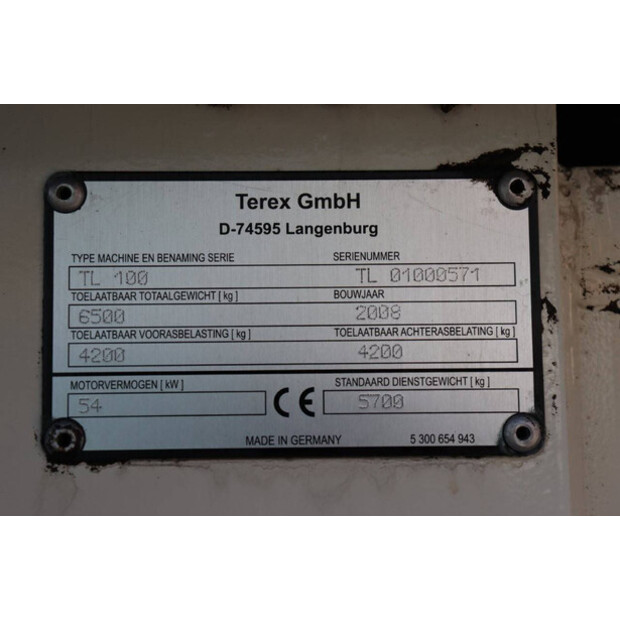 Terex GmbH
D-74595 Langenburg
TYPE MACHINE EN BENAMING SERIE SERIENUMMER
TL 100 TL 01000571
TOELAATBAAR TOTAALGEWICHT [ kg ] BOUWJAAR
6500 2008
TOELAATBAAR VOORASBELASTING [ kg ] TOELAATBAAR ACHTERASBELATING [ kg ]
4200 4200
MOTORVERMOGEN [ kW ] STANDAARD DIENSTGEWICHT [ kg ]
54 CE 5700
MADE IN GERMANY 5 300 654 943